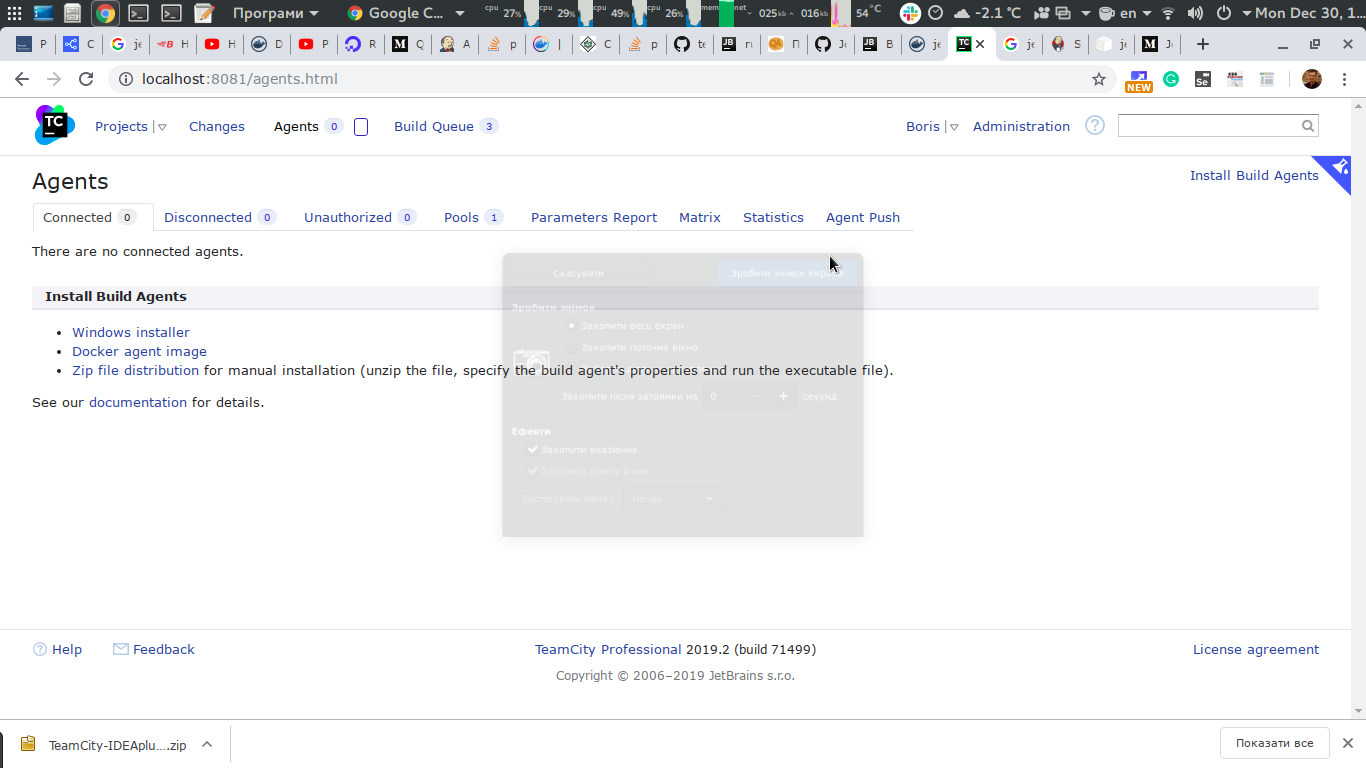 Програми
Google C...
cpu 27% cpu 29% cpu 49% cpu 26% mem net 025 kb 016 kb 54 °C
-2.1 °C
en
Mon Dec 30, 1...
P C je H H D P R Q A p | C p te ru П Je B je je S je J
localhost:8081/agents.html
NEW
Se
TC
Projects
Changes
Agents 0
Build Queue 3
Boris
Administration
Agents
Install Build Agents
Connected 0
Disconnected 0
Unauthorized 0
Pools 1
Parameters Report
Matrix
Statistics
Agent Push
There are no connected agents.
Скасувати
Зробити знімок екрана
Install Build Agents
Зробити знімок
Захопити весь екран
Windows installer
Захопити поточне вікно
Docker agent image
Zip file distribution for manual installation (unzip the file, specify the build agent's properties and run the executable file).
Захопити після затримки на 0 − + секунд
See our documentation for details.
Ефекти
Захопити вказівник
Захопити рамку вікна
Застосувати ефект: Немає
Help
Feedback
TeamCity Professional 2019.2 (build 71499)
License agreement
Copyright © 2006–2019 JetBrains s.r.o.
TeamCity-IDEAplu....zip
Показати все